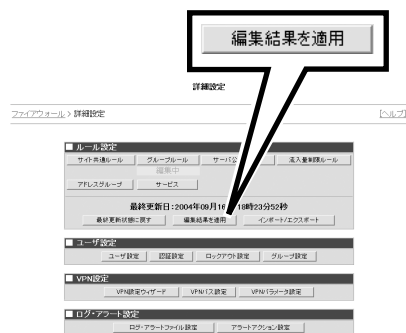 編集結果を適用
詳細設定
ファイアウォール > 詳細設定 [ヘルプ]
■ ルール設定
サイト共通ルール グループルール サーバ公 流入量制限ルール
編集中
アドレスグループ サービス
最終更新日:2004年09月16 18時23分52秒
最終更新状態に戻す 編集結果を適用 インポート/エクスポート
■ ユーザ設定
ユーザ設定 認証設定 ロックアウト設定 グループ設定
■ VPN設定
VPN設定ウィザード VPNパス設定 VPNパラメータ設定
■ ログ・アラート設定
ログ・アラートファイル設定 アラートアクション設定